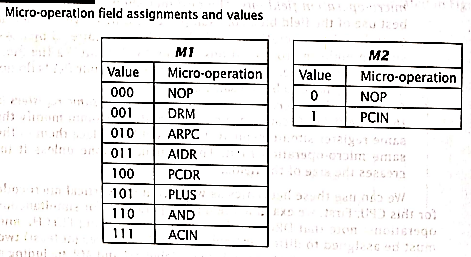 Micro-operation field assignments and values
M1
Value Micro-operation
000 NOP
001 DRM
010 ARPC
011 AIDR
100 PCDR
101 PLUS
110 AND
111 ACIN
M2
Value Micro-operation
0 NOP
1 PCIN